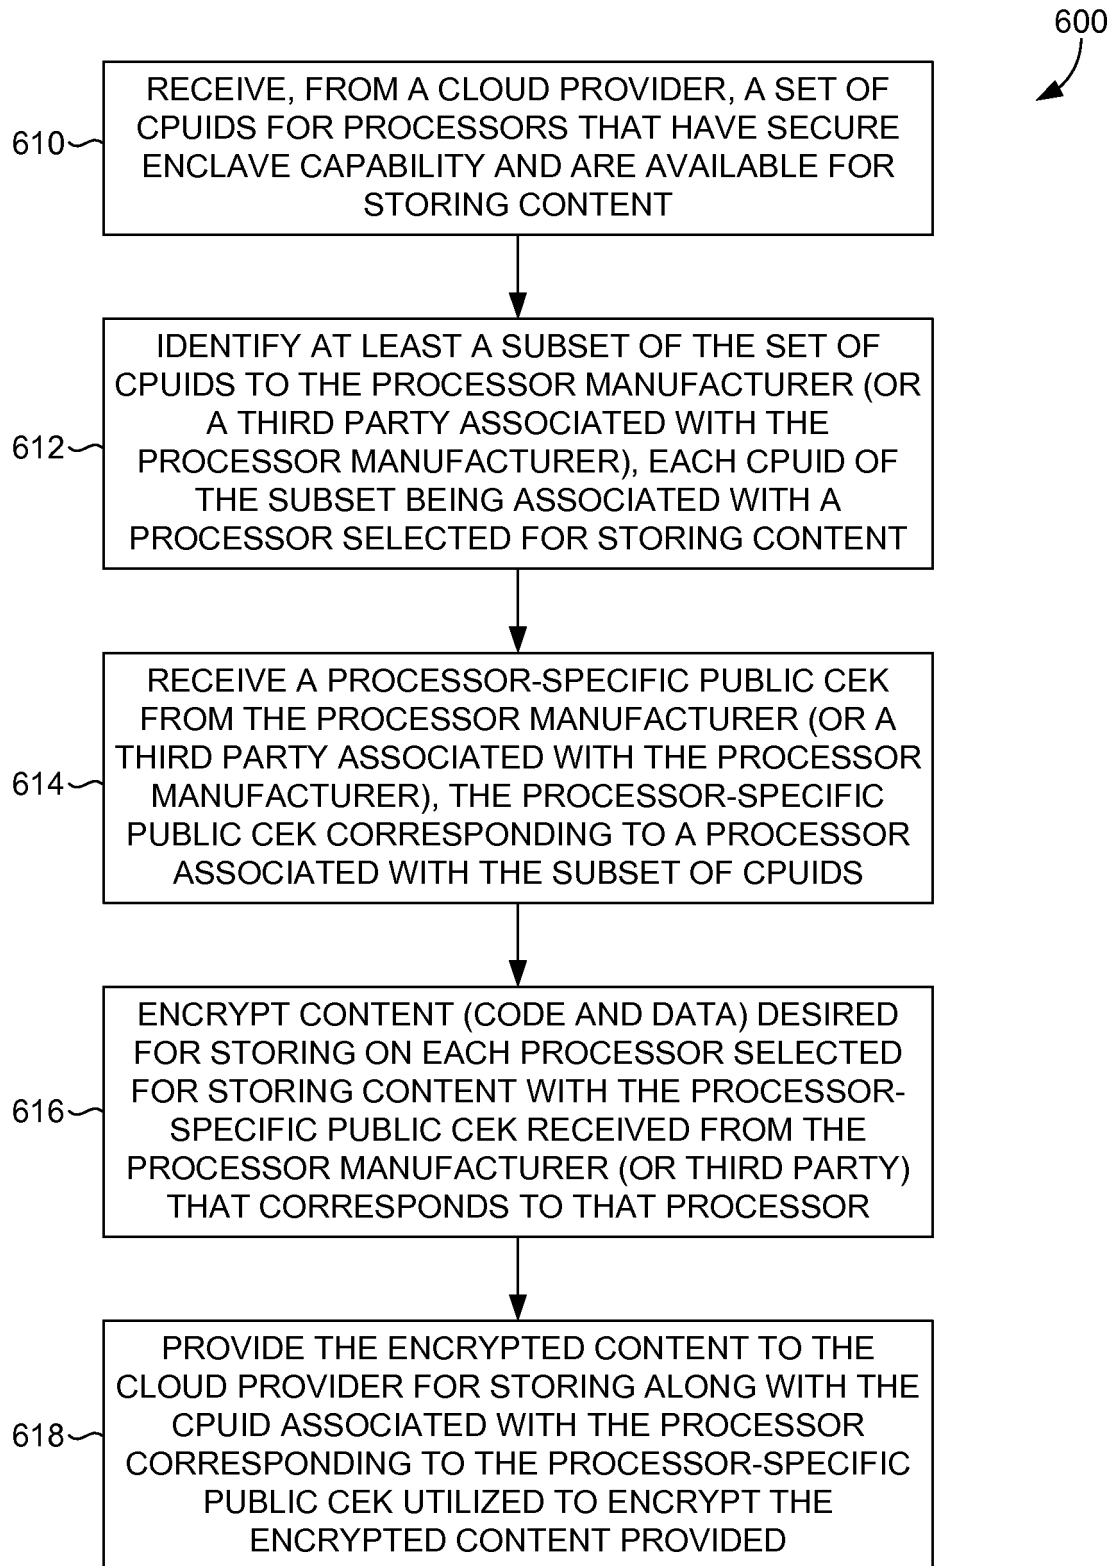 600
610
RECEIVE, FROM A CLOUD PROVIDER, A SET OF
CPUIDS FOR PROCESSORS THAT HAVE SECURE
ENCLAVE CAPABILITY AND ARE AVAILABLE FOR
STORING CONTENT
612
IDENTIFY AT LEAST A SUBSET OF THE SET OF
CPUIDS TO THE PROCESSOR MANUFACTURER (OR
A THIRD PARTY ASSOCIATED WITH THE
PROCESSOR MANUFACTURER), EACH CPUID OF
THE SUBSET BEING ASSOCIATED WITH A
PROCESSOR SELECTED FOR STORING CONTENT
614
RECEIVE A PROCESSOR-SPECIFIC PUBLIC CEK
FROM THE PROCESSOR MANUFACTURER (OR A
THIRD PARTY ASSOCIATED WITH THE PROCESSOR
MANUFACTURER), THE PROCESSOR-SPECIFIC
PUBLIC CEK CORRESPONDING TO A PROCESSOR
ASSOCIATED WITH THE SUBSET OF CPUIDS
616
ENCRYPT CONTENT (CODE AND DATA) DESIRED
FOR STORING ON EACH PROCESSOR SELECTED
FOR STORING CONTENT WITH THE PROCESSOR-
SPECIFIC PUBLIC CEK RECEIVED FROM THE
PROCESSOR MANUFACTURER (OR THIRD PARTY)
THAT CORRESPONDS TO THAT PROCESSOR
618
PROVIDE THE ENCRYPTED CONTENT TO THE
CLOUD PROVIDER FOR STORING ALONG WITH THE
CPUID ASSOCIATED WITH THE PROCESSOR
CORRESPONDING TO THE PROCESSOR-SPECIFIC
PUBLIC CEK UTILIZED TO ENCRYPT THE
ENCRYPTED CONTENT PROVIDED